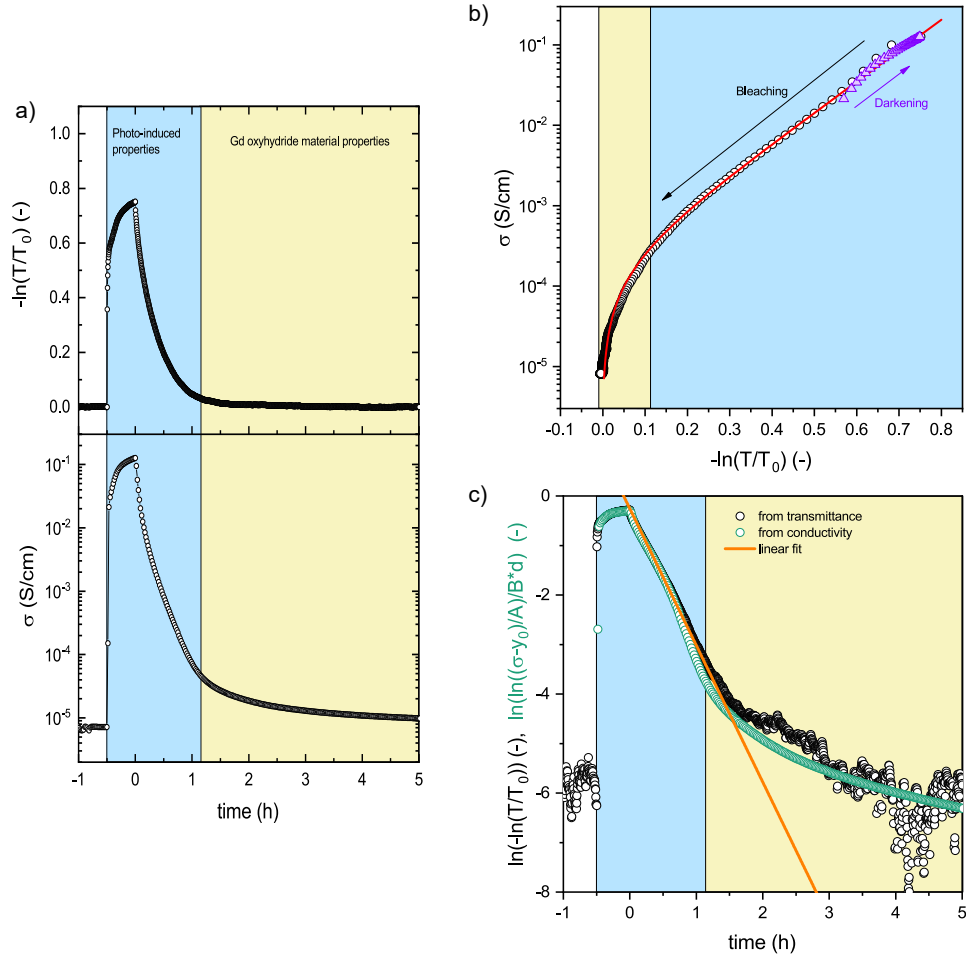 a)
Photo-induced
properties
Gd oxyhydride material properties
-ln(T/T0) (-)
1.0
0.8
0.6
0.4
0.2
0.0
σ (S/cm)
10^-1
10^-2
10^-3
10^-4
10^-5
-1 0 1 2 3 4 5
time (h)
b)
σ (S/cm)
10^-1
10^-2
10^-3
10^-4
10^-5
Bleaching
Darkening
-0.1 0.0 0.1 0.2 0.3 0.4 0.5 0.6 0.7 0.8
-ln(T/T0) (-)
c)
ln(-ln(T/T0)) (-), ln(ln((σ-y0)/A)/B*d) (-)
0
-2
-4
-6
-8
from transmittance
from conductivity
linear fit
-1 0 1 2 3 4 5
time (h)